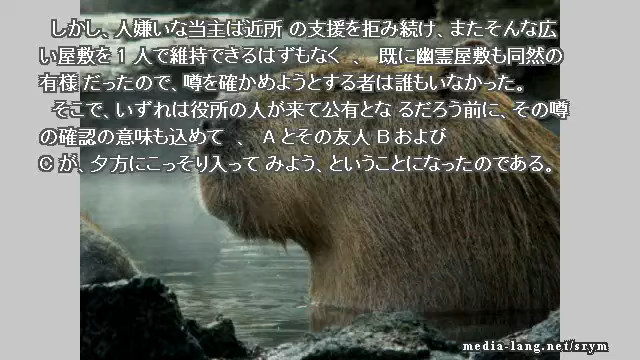 しかし、人嫌いな当主は近所 の支援を拒み続け、またそんな広
い屋敷を１人で維持できるはずもなく 、 既に幽霊屋敷も同然の
有様 だったので、噂を確かめようとする者は誰もいなかった。
そこで、いずれは役所の人が来て公有とな るだろう前に、その噂
の確認の意味も込めて 、 Ａとその友人Ｂおよび
Ｃが、夕方にこっそり入って みよう、ということになったのである。
media-lang.net/srym